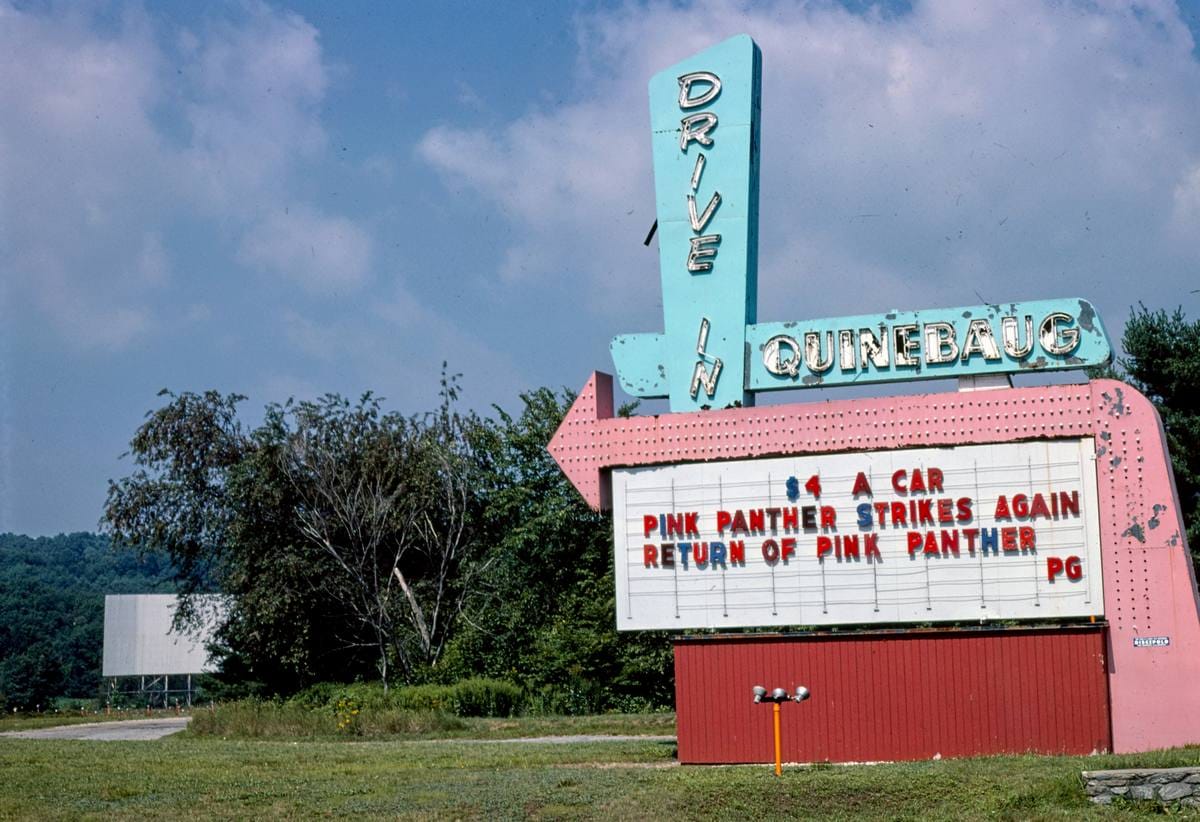 DRIVE IN
QUINEBAUG
$4 A CAR
PINK PANTHER STRIKES AGAIN
RETURN OF PINK PANTHER
PG